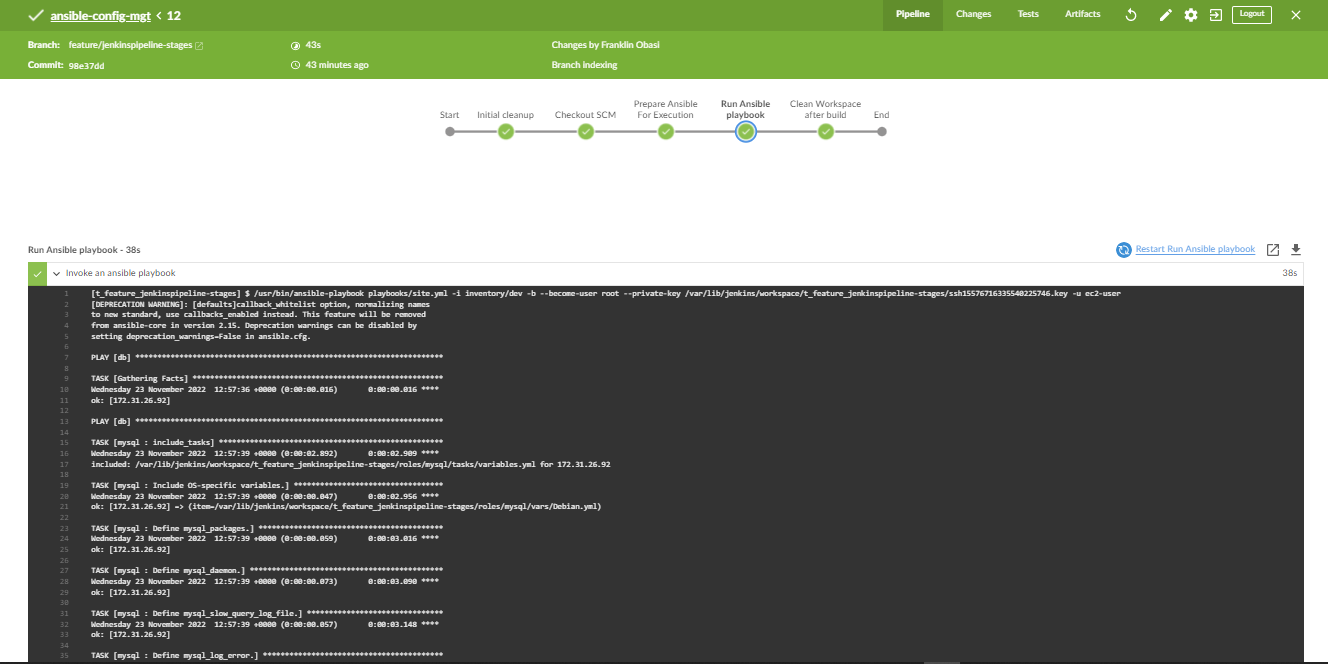 ansible-config-mgt < 12
Pipeline Changes Tests Artifacts Logout
Branch: feature/jenkinspipeline-stages 43s Changes by Franklin Obasi
Commit: 98e37dd 43 minutes ago Branch indexing
Start Initial cleanup Checkout SCM Prepare Ansible For Execution Run Ansible playbook Clean Workspace after build End
Run Ansible playbook - 38s Restart Run Ansible playbook
Invoke an ansible playbook 38s
1 [t_feature_jenkinspipeline-stages] $ /usr/bin/ansible-playbook playbooks/site.yml -i inventory/dev -b --become-user root --private-key /var/lib/jenkins/workspace/t_feature_jenkinspipeline-stages/ssh15576716335540225746.key -u ec2-user
2 [DEPRECATION WARNING]: [defaults]callback_whitelist option, normalizing names
3 to new standard, use callbacks_enabled instead. This feature will be removed
4 from ansible-core in version 2.15. Deprecation warnings can be disabled by
5 setting deprecation_warnings=False in ansible.cfg.
6
7 PLAY [db] **********************************************************************
8
9 TASK [Gathering Facts] *********************************************************
10 Wednesday 23 November 2022  12:57:36 +0000 (0:00:00.016)       0:00:00.016 ****
11 ok: [172.31.26.92]
12
13 PLAY [db] **********************************************************************
14
15 TASK [mysql : include_tasks] ***************************************************
16 Wednesday 23 November 2022  12:57:39 +0000 (0:00:02.892)       0:00:02.909 ****
17 included: /var/lib/jenkins/workspace/t_feature_jenkinspipeline-stages/roles/mysql/tasks/variables.yml for 172.31.26.92
18
19 TASK [mysql : Include OS-specific variables.] **********************************
20 Wednesday 23 November 2022  12:57:39 +0000 (0:00:00.047)       0:00:02.956 ****
21 ok: [172.31.26.92] => (item=/var/lib/jenkins/workspace/t_feature_jenkinspipeline-stages/roles/mysql/vars/Debian.yml)
22
23 TASK [mysql : Define mysql_packages.] ******************************************
24 Wednesday 23 November 2022  12:57:39 +0000 (0:00:00.059)       0:00:03.016 ****
25 ok: [172.31.26.92]
26
27 TASK [mysql : Define mysql_daemon.] ********************************************
28 Wednesday 23 November 2022  12:57:39 +0000 (0:00:00.073)       0:00:03.090 ****
29 ok: [172.31.26.92]
30
31 TASK [mysql : Define mysql_slow_query_log_file.] *******************************
32 Wednesday 23 November 2022  12:57:39 +0000 (0:00:00.057)       0:00:03.148 ****
33 ok: [172.31.26.92]
34
35 TASK [mysql : Define mysql_log_error.] *****************************************